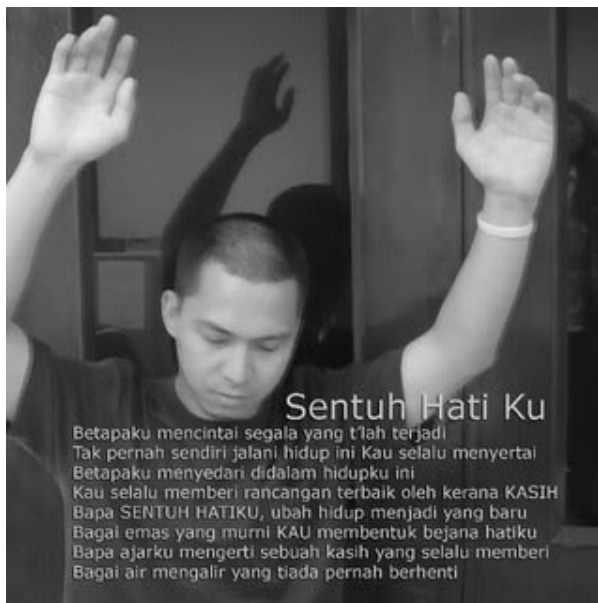 Sentuh Hati Ku
Betapaku mencintai segala yang t'lah terjadi
Tak pernah sendiri jalani hidup ini Kau selalu menyertai
Betapaku menyedari didalam hidupku ini
Kau selalu memberi rancangan terbaik oleh kerana KASIH
Bapa SENTUH HATIKU, ubah hidup menjadi yang baru
Bagai emas yang murni KAU membentuk bejana hatiku
Bapa ajarku mengerti sebuah kasih yang selalu memberi
Bagai air mengalir yang tiada pernah berhenti